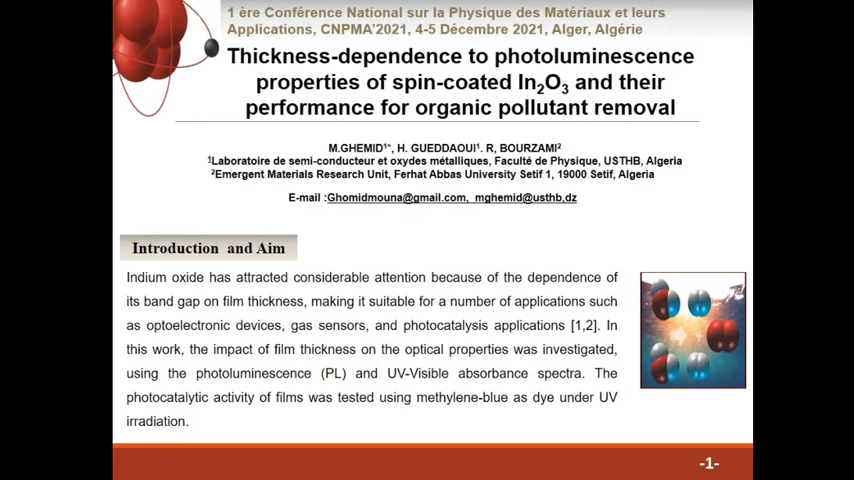 1 ère Conférence National sur la Physique des Matériaux et leurs
Applications, CNPMA'2021, 4-5 Décembre 2021, Alger, Algérie
Thickness-dependence to photoluminescence
properties of spin-coated In₂O₃ and their
performance for organic pollutant removal
M.GHEMID¹*, H. GUEDDAOUI¹. R, BOURZAMI²
¹Laboratoire de semi-conducteur et oxydes métalliques, Faculté de Physique, USTHB, Algeria
²Emergent Materials Research Unit, Ferhat Abbas University Setif 1, 19000 Setif, Algeria
E-mail :Ghomidmouna@gmail.com, mghemid@usthb,dz
Introduction and Aim
Indium oxide has attracted considerable attention because of the dependence of
its band gap on film thickness, making it suitable for a number of applications such
as optoelectronic devices, gas sensors, and photocatalysis applications [1,2]. In
this work, the impact of film thickness on the optical properties was investigated,
using the photoluminescence (PL) and UV-Visible absorbance spectra. The
photocatalytic activity of films was tested using methylene-blue as dye under UV
irradiation.
-1-